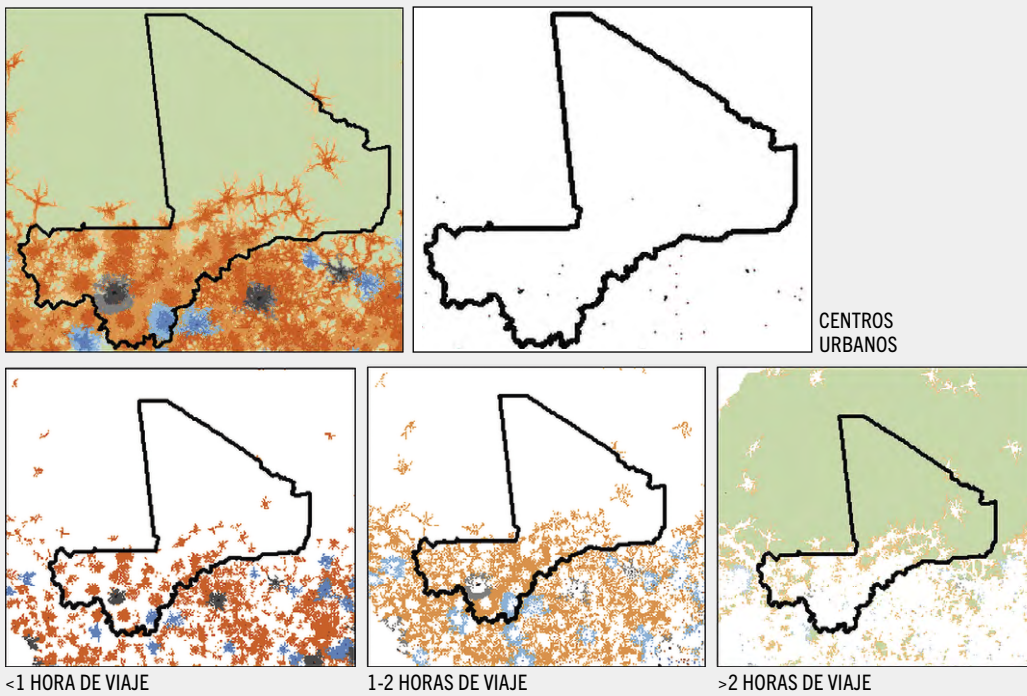 CENTROS
URBANOS
<1 HORA DE VIAJE
1-2 HORAS DE VIAJE
>2 HORAS DE VIAJE